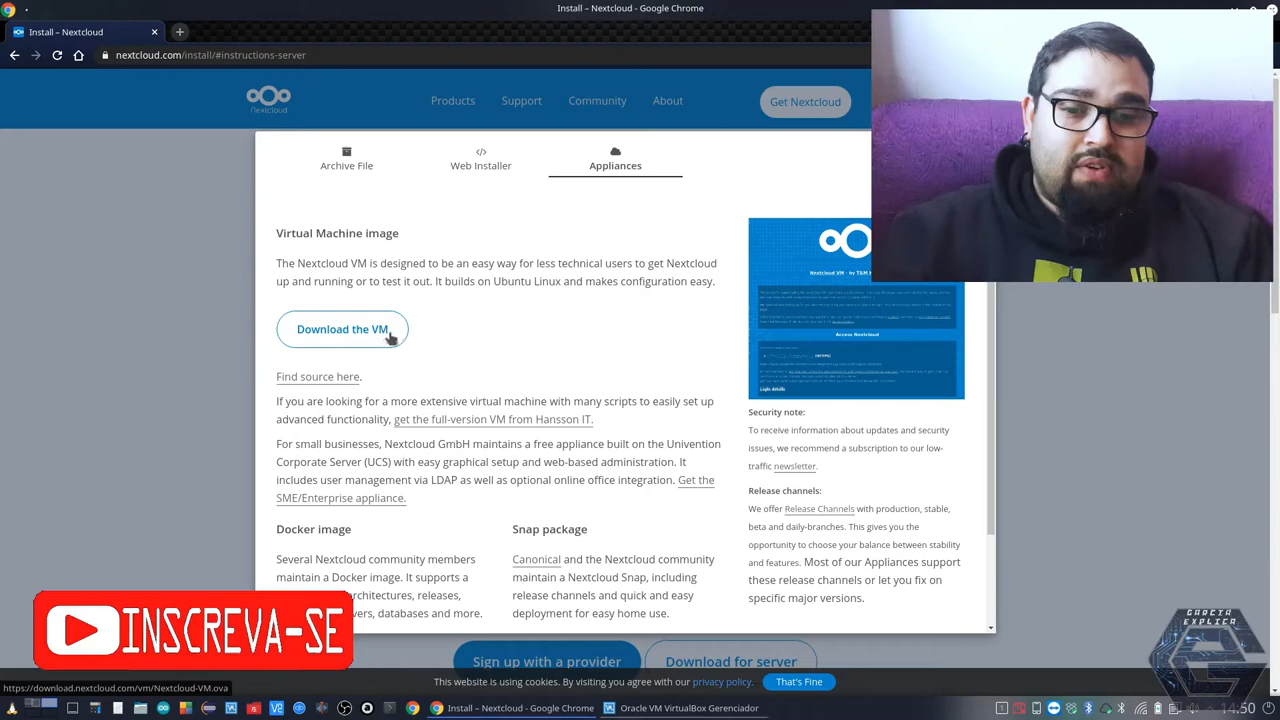 Install – Nextcloud - Google Chrome
Install – Nextcloud
nextcloud.com/install/#instructions-server
Nextcloud
Products
Support
Community
About
Get Nextcloud
Archive File
Web Installer
Appliances
Virtual Machine image
The Nextcloud VM is designed to be an easy way for less technical users to get Nextcloud
up and running or to test it out. It builds on Ubuntu Linux and makes configuration easy.
Download the VM
Find source here.
If you are looking for a more extensive virtual machine with many scripts to easily set up
advanced functionality, get the full-version VM from Hansson IT.
For small businesses, Nextcloud GmbH maintains a free appliance built on the Univention
Corporate Server (UCS) with easy graphical setup and web-based administration. It
includes user management via LDAP as well as optional online office integration. Get the
SME/Enterprise appliance.
Docker image
Several Nextcloud community members
maintain a Docker image. It supports a
architectures, releases,
databases and more.
Snap package
Canonical and the Nextcloud community
maintain a Nextcloud Snap, including
release channels and quick and easy
deployment for easy home use.
Nextcloud VM - by T&M
Access Nextcloud
Login details
Security note:
To receive information about updates and security
issues, we recommend a subscription to our low-
traffic newsletter.
Release channels:
We offer Release Channels with production, stable,
beta and daily-branches. This gives you the
opportunity to choose your balance between stability
and features. Most of our Appliances support
these release channels or let you fix on
specific major versions.
INSCREVA-SE
GARCIA
EXPLICA
Sign up with a provider
Download for server
This website is using cookies. By visiting you agree with our privacy policy.
That's Fine
https://download.nextcloud.com/vm/Nextcloud-VM.ova
Install – Nextcloud - Google Chrome
Oracle VM VirtualBox Gerenciador
14:50